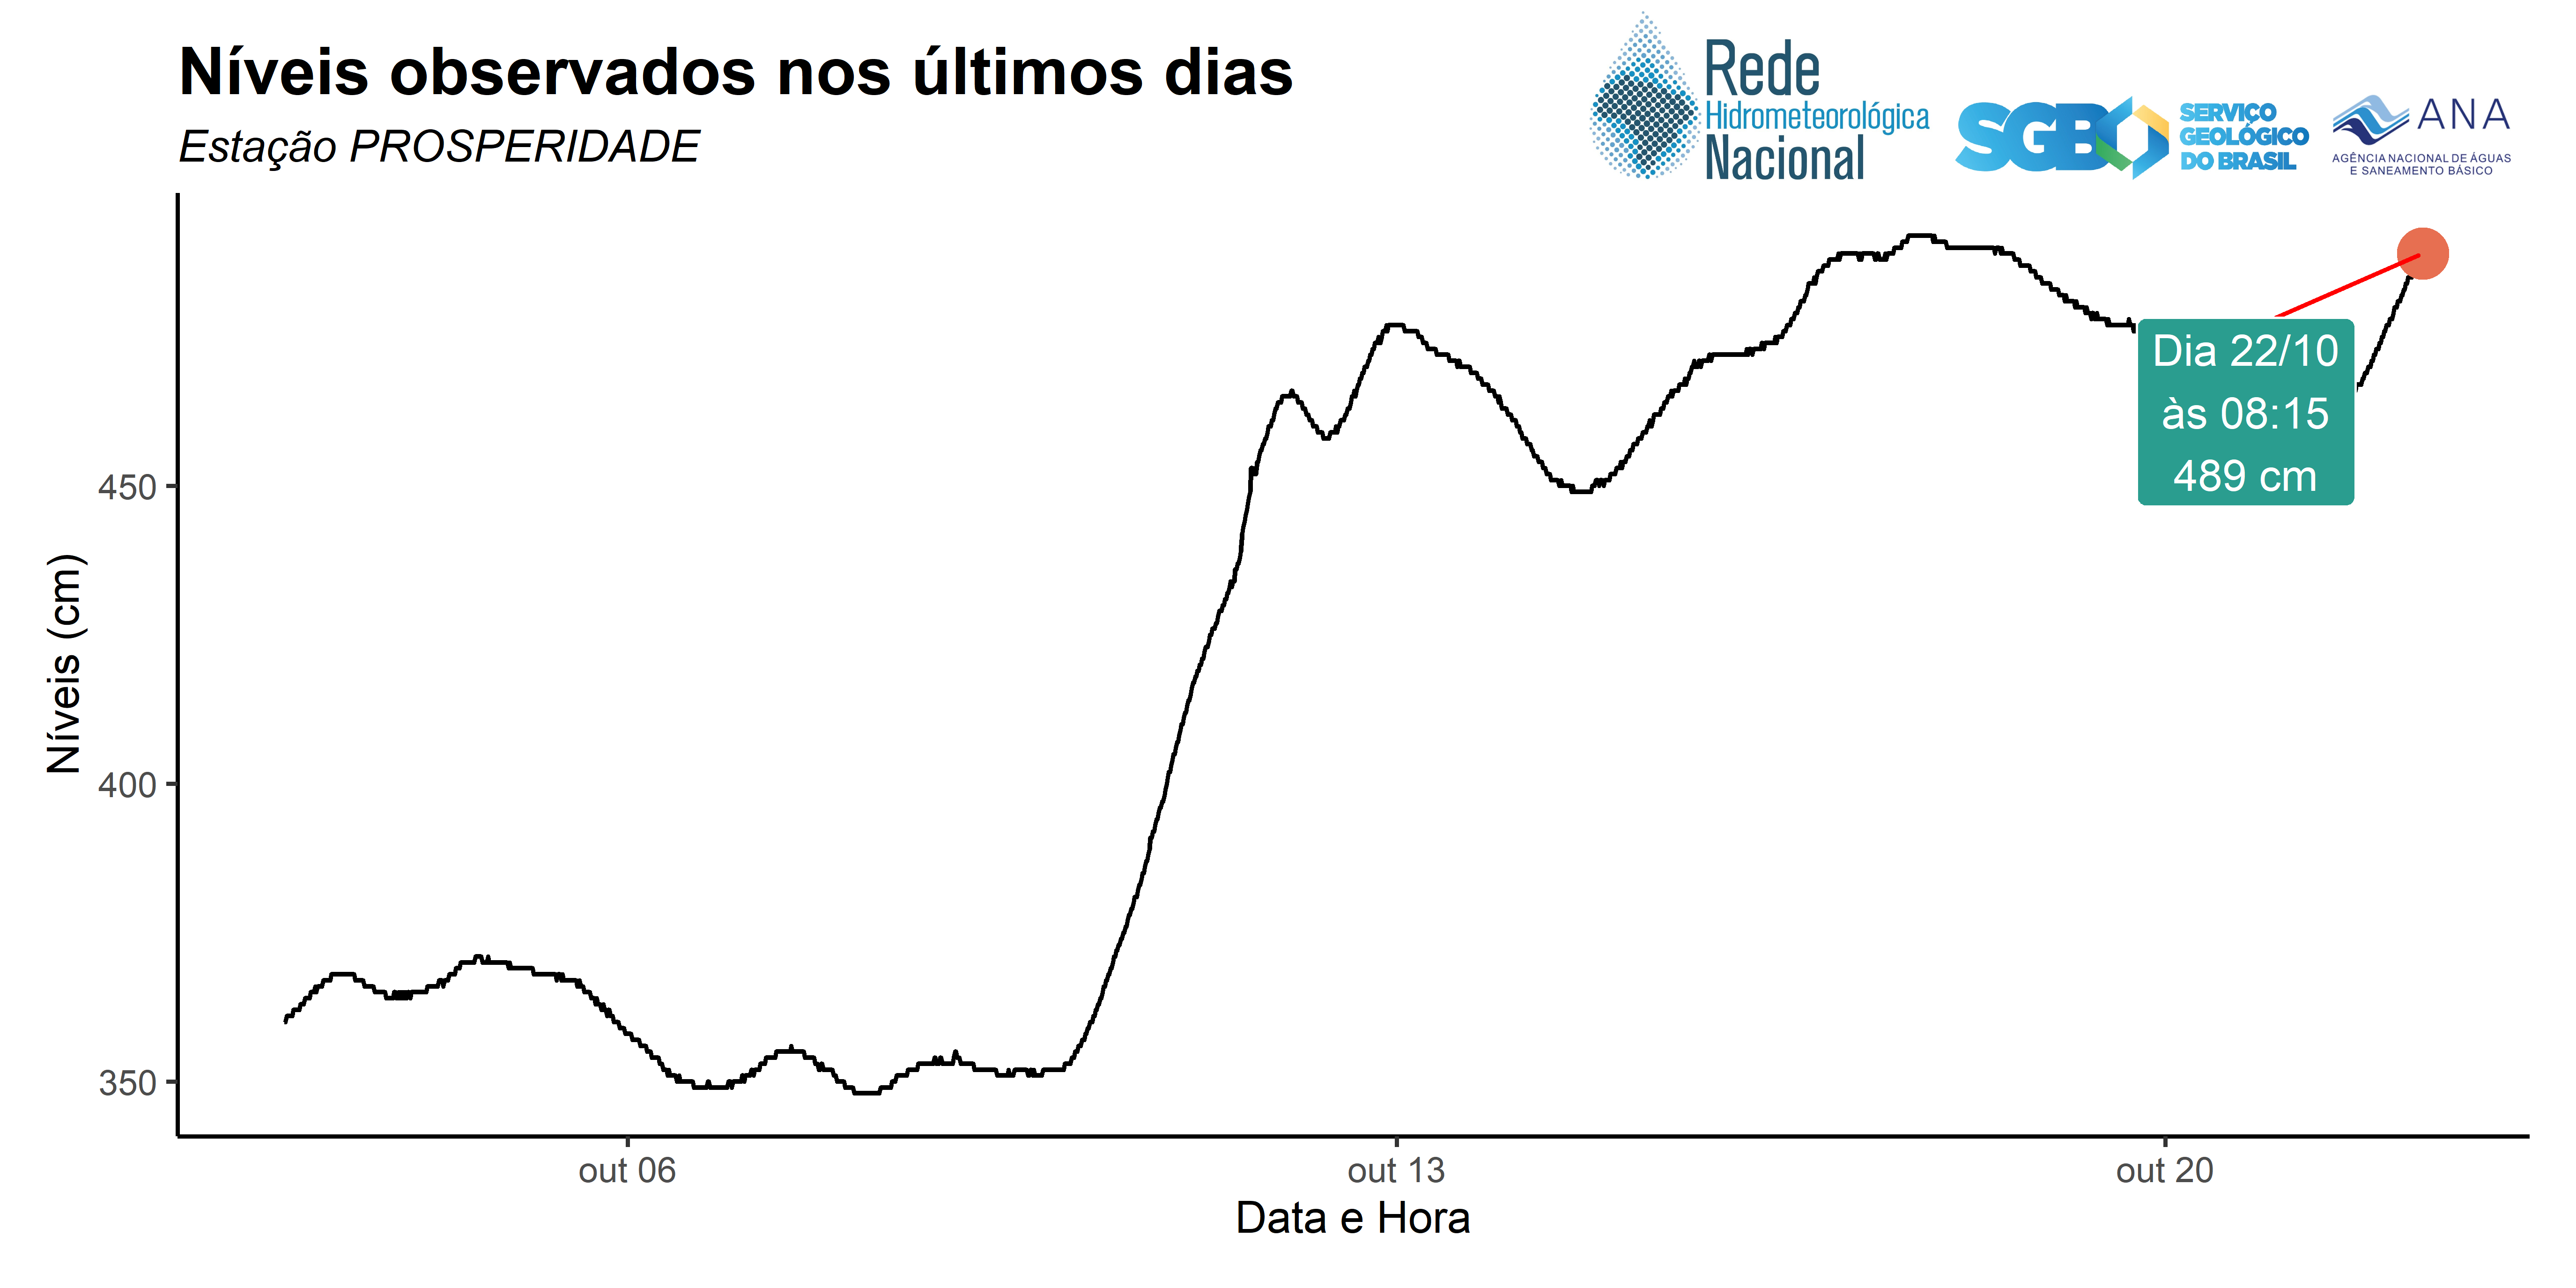 Níveis observados nos últimos dias
Estação PROSPERIDADE
Rede
Hidrometeorológica
Nacional
SGB
SERVIÇO
GEOLÓGICO
DO BRASIL
ANA
AGÊNCIA NACIONAL DE ÁGUAS
E SANEAMENTO BÁSICO
Níveis (cm)
450
400
350
Dia 22/10
às 08:15
489 cm
out 06
out 13
out 20
Data e Hora